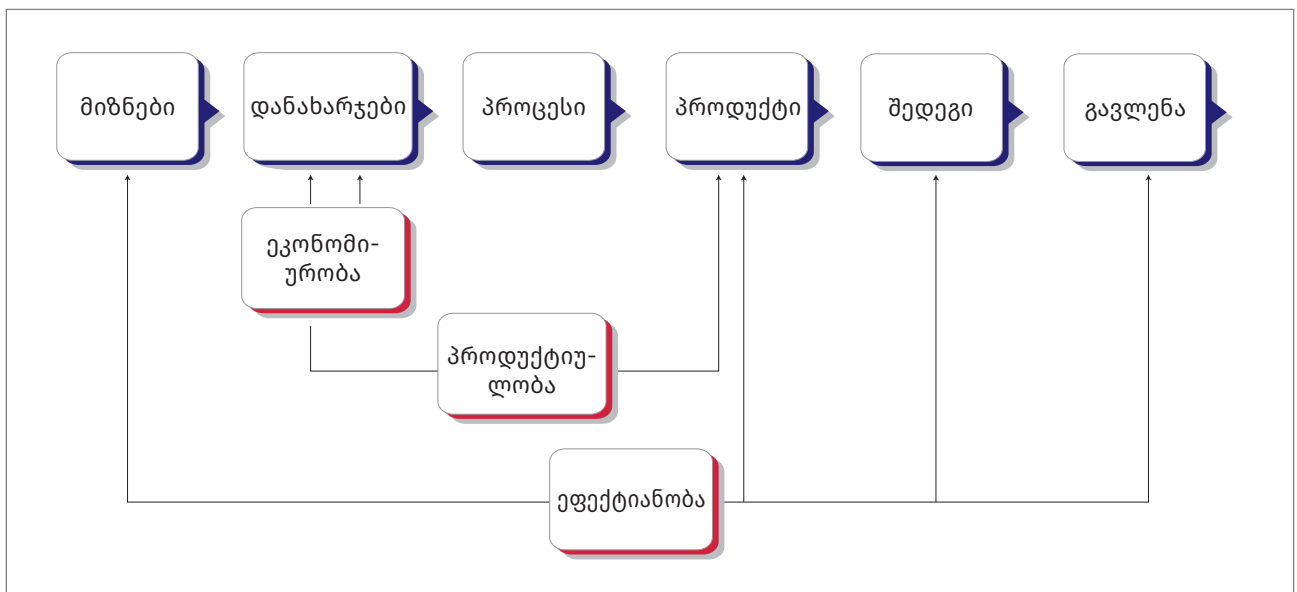 მიზნები
დანახარჯები
პროცესი
პროდუქტი
შედეგი
გავლენა
ეკონომი-
ურობა
პროდუქტიუ-
ლობა
ეფექტიანობა